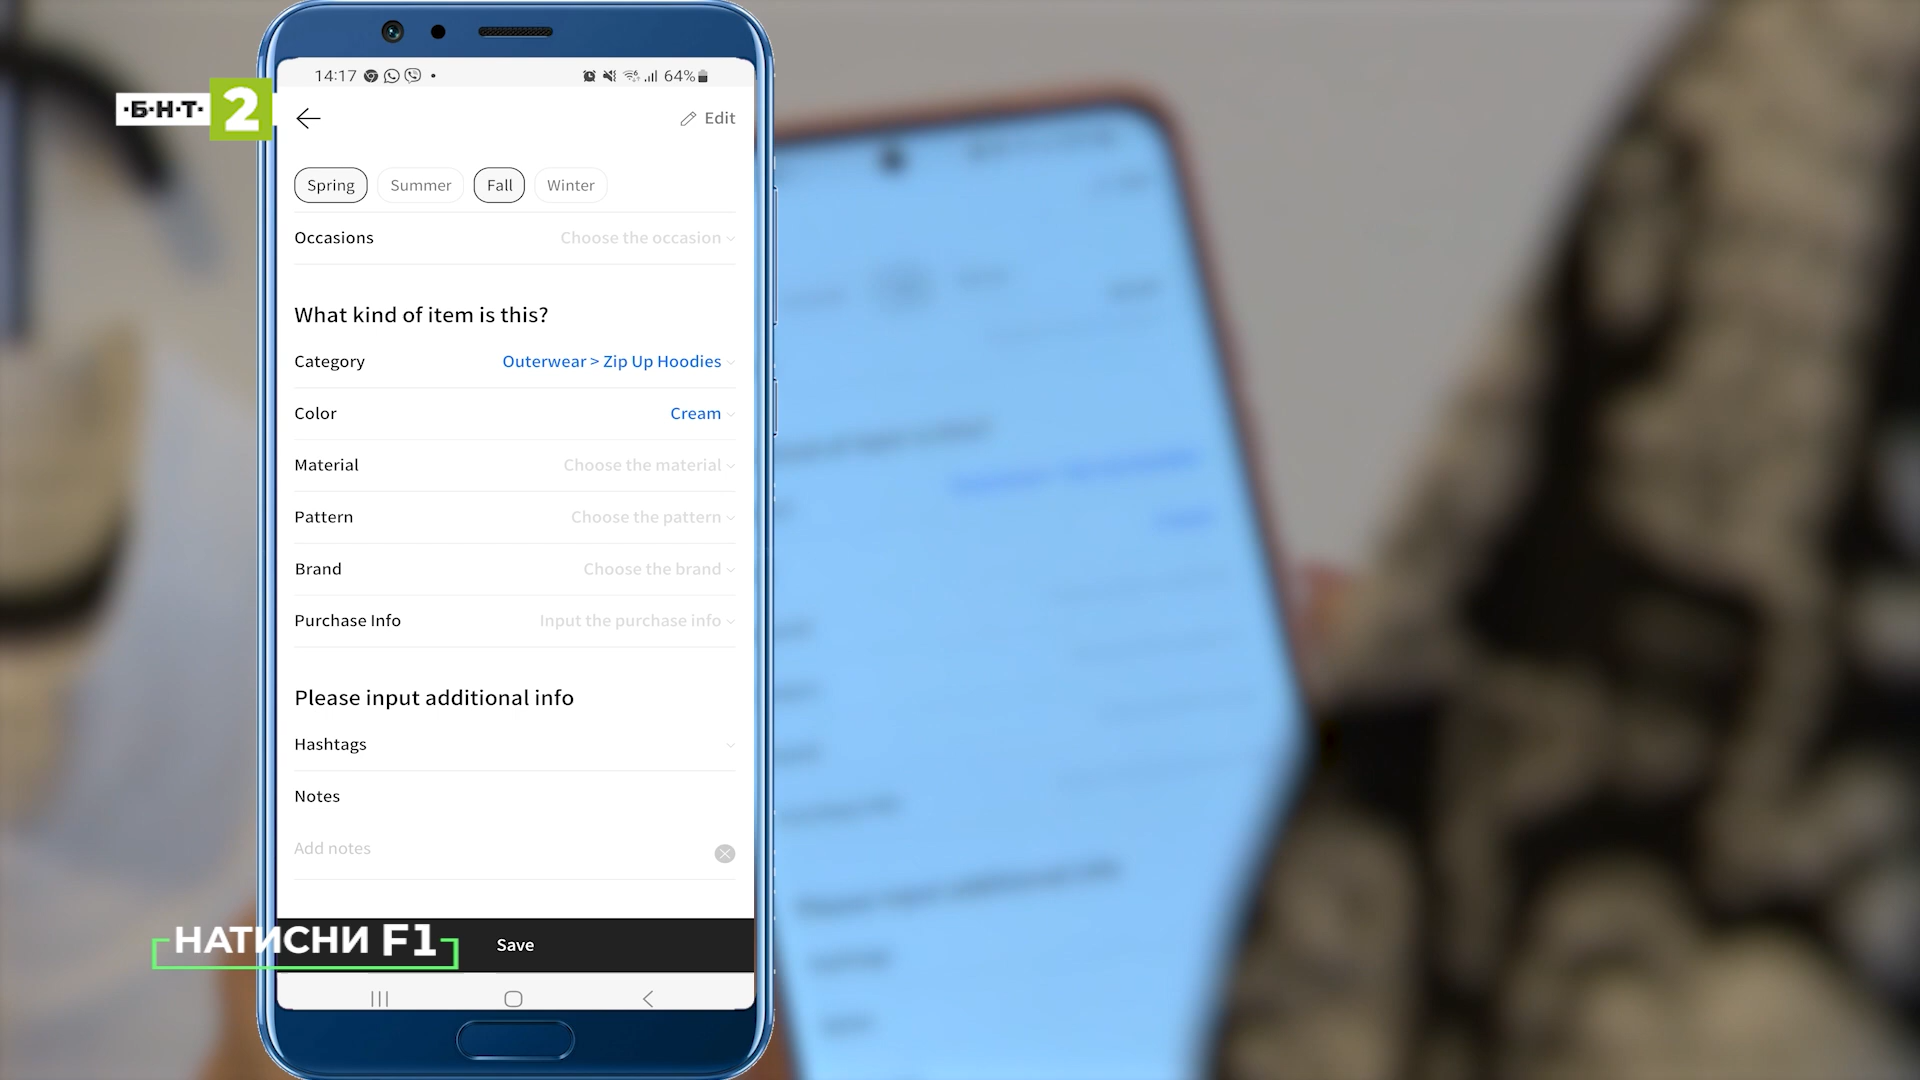 ·Б·Н·Т· 2
14:17 64%
Edit
Spring Summer Fall Winter
Occasions Choose the occasion
What kind of item is this?
Category Outerwear > Zip Up Hoodies
Color Cream
Material Choose the material
Pattern Choose the pattern
Brand Choose the brand
Purchase Info Input the purchase info
Please input additional info
Hashtags
Notes
Add notes
НАТИСНИ F1
Save